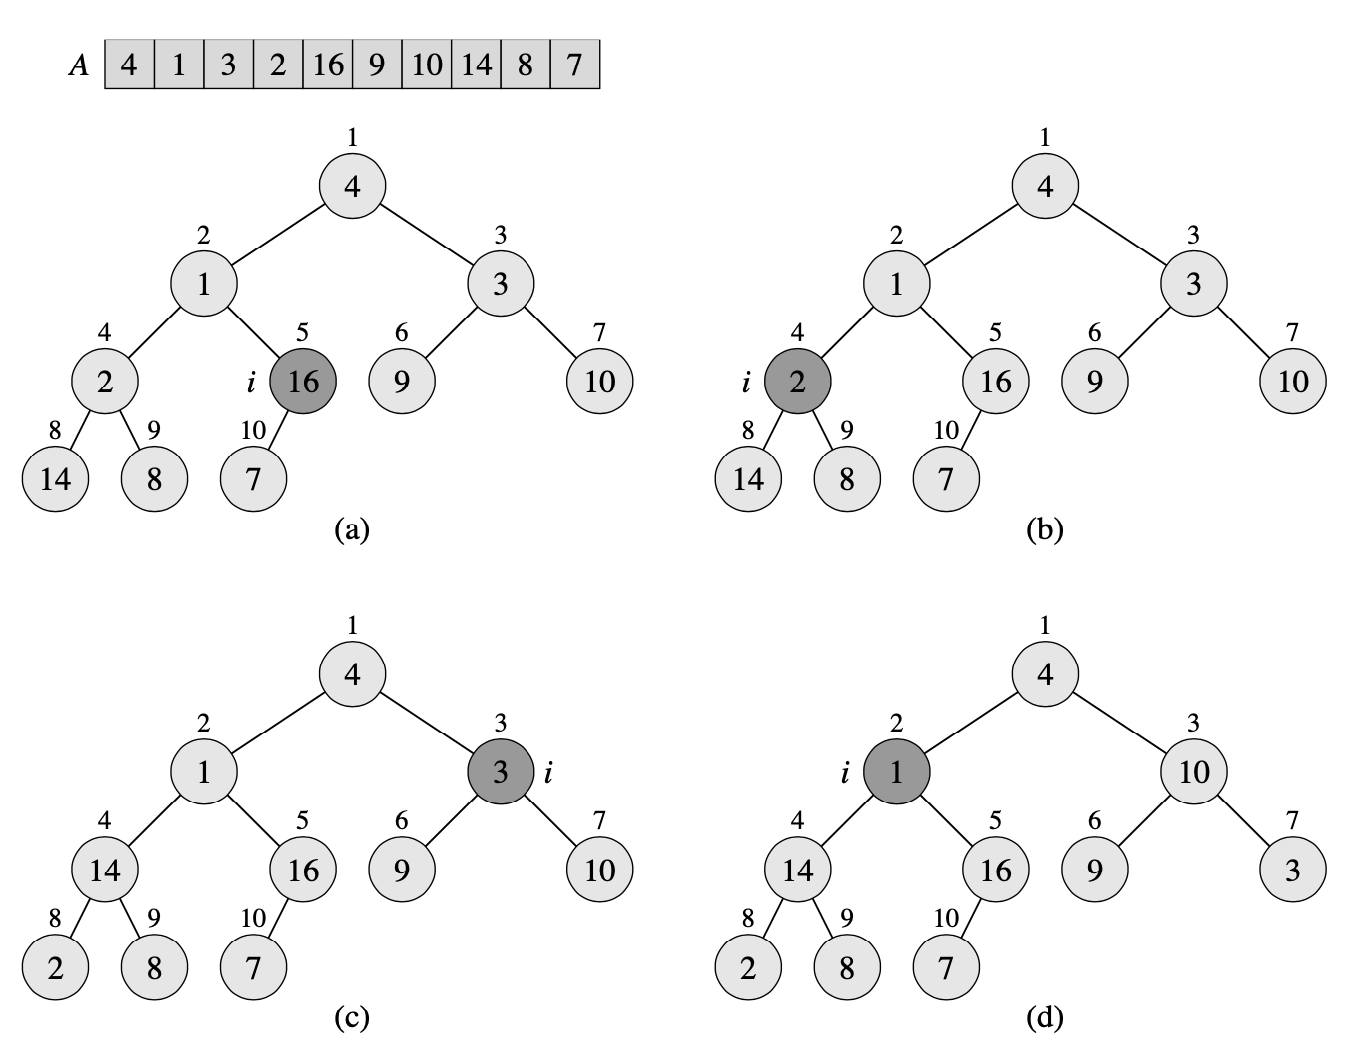 A 4 1 3 2 16 9 10 14 8 7
1 1
4 4
2 3 2 3
1 3 1 3
4 5 6 7 4 5 6 7
2 i 16 9 10 i 2 16 9 10
8 9 10 8 9 10
14 8 7 14 8 7
(a) (b)
1 1
4 4
2 3 2 3
1 3 i i 1 10
4 5 6 7 4 5 6 7
14 16 9 10 14 16 9 3
8 9 10 8 9 10
2 8 7 2 8 7
(c) (d)